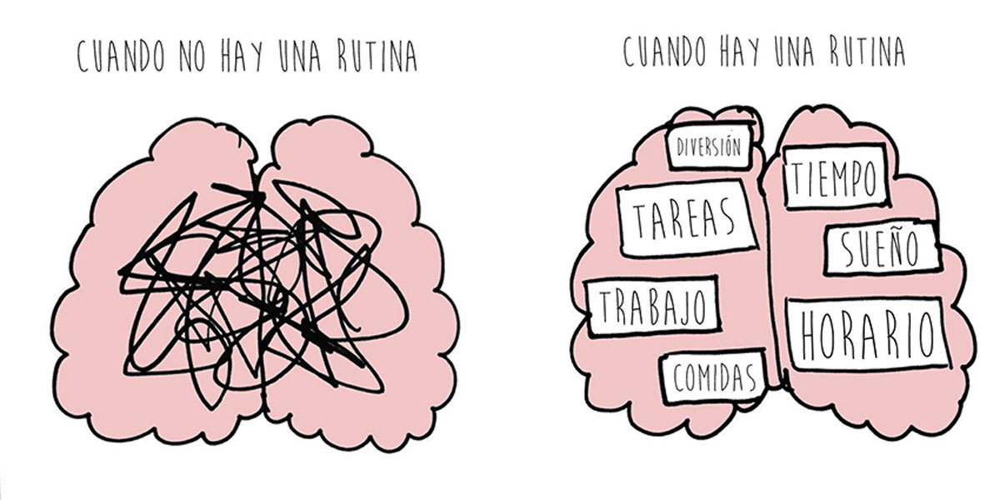 CUANDO NO HAY UNA RUTINA
CUANDO HAY UNA RUTINA
DIVERSIÓN
TIEMPO
TAREAS
SUEÑO
TRABAJO
HORARIO
COMIDAS